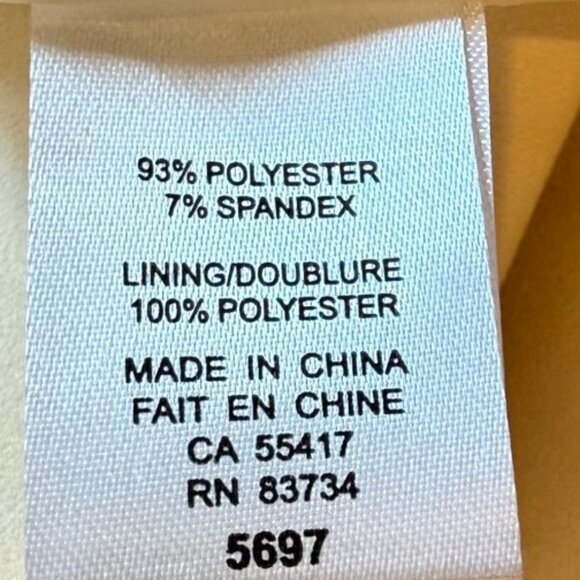 93% POLYESTER
7% SPANDEX
LINING/DOUBLURE
100% POLYESTER
MADE IN CHINA
FAIT EN CHINE
CA 55417
RN 83734
5697